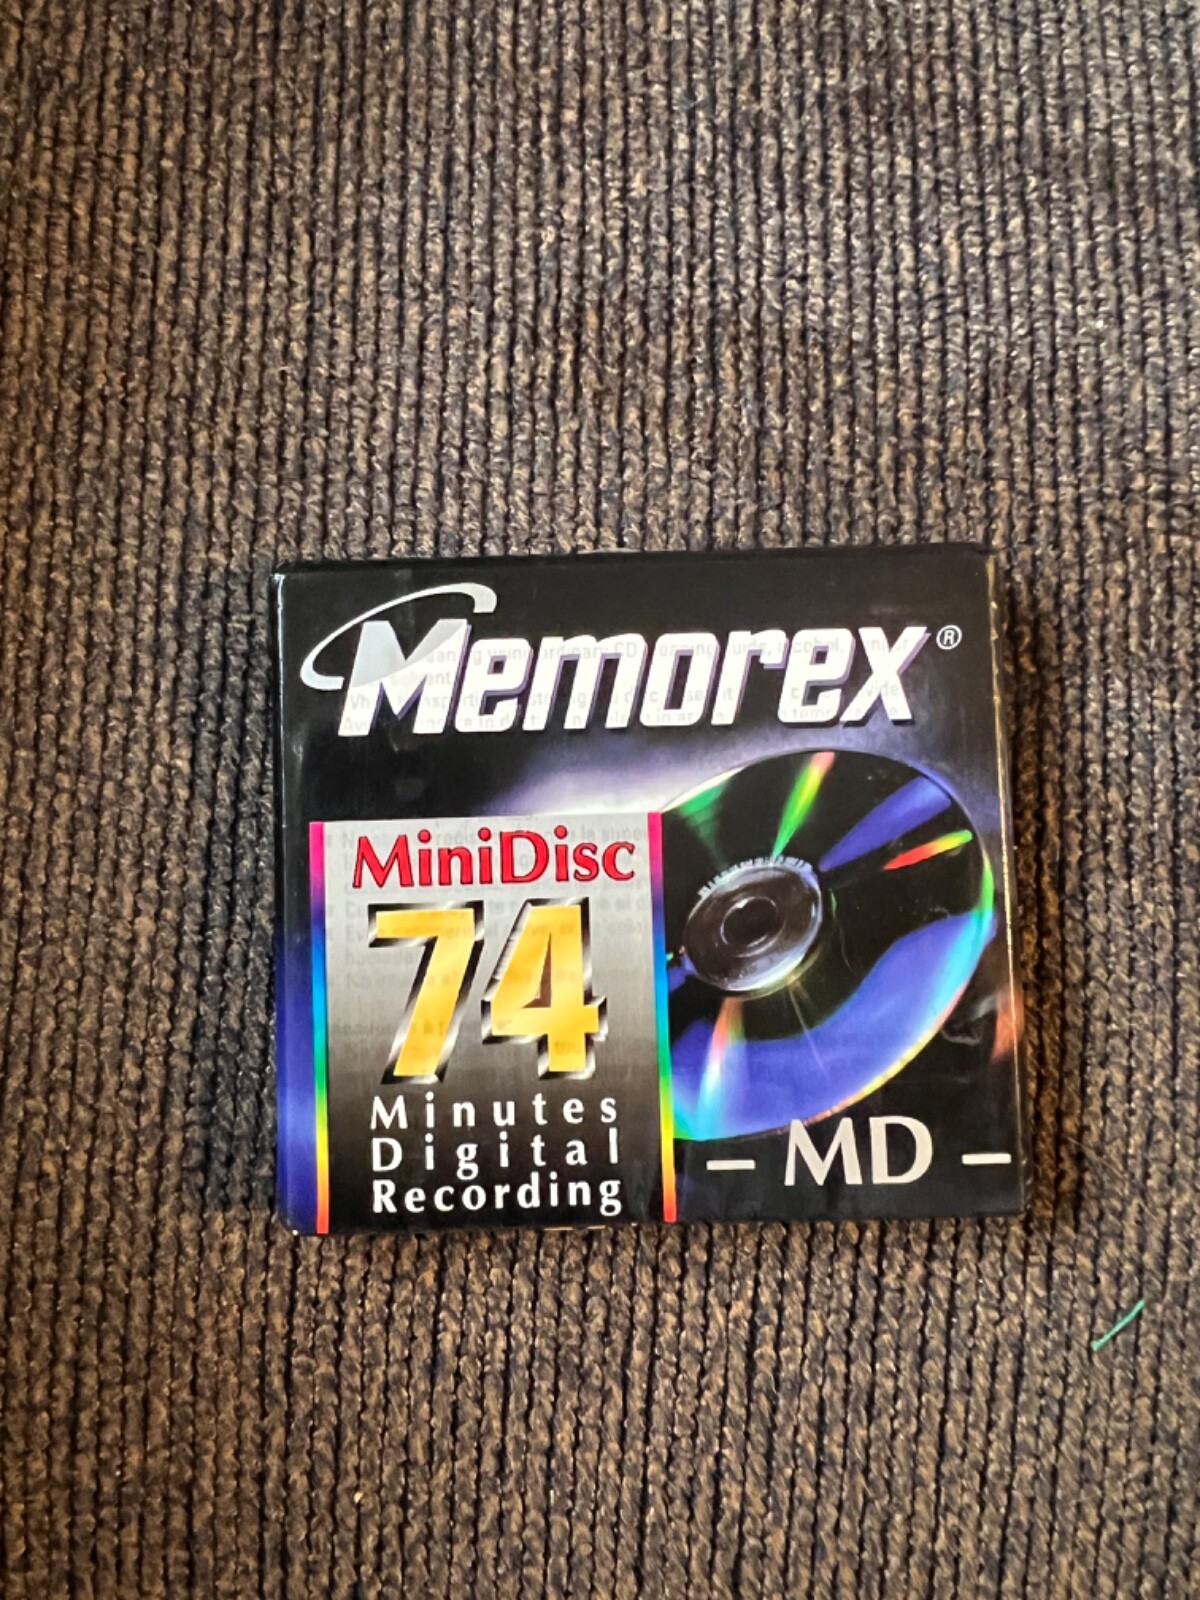 Memorex®
MiniDisc
74
Minutes
Digital
Recording
– MD –